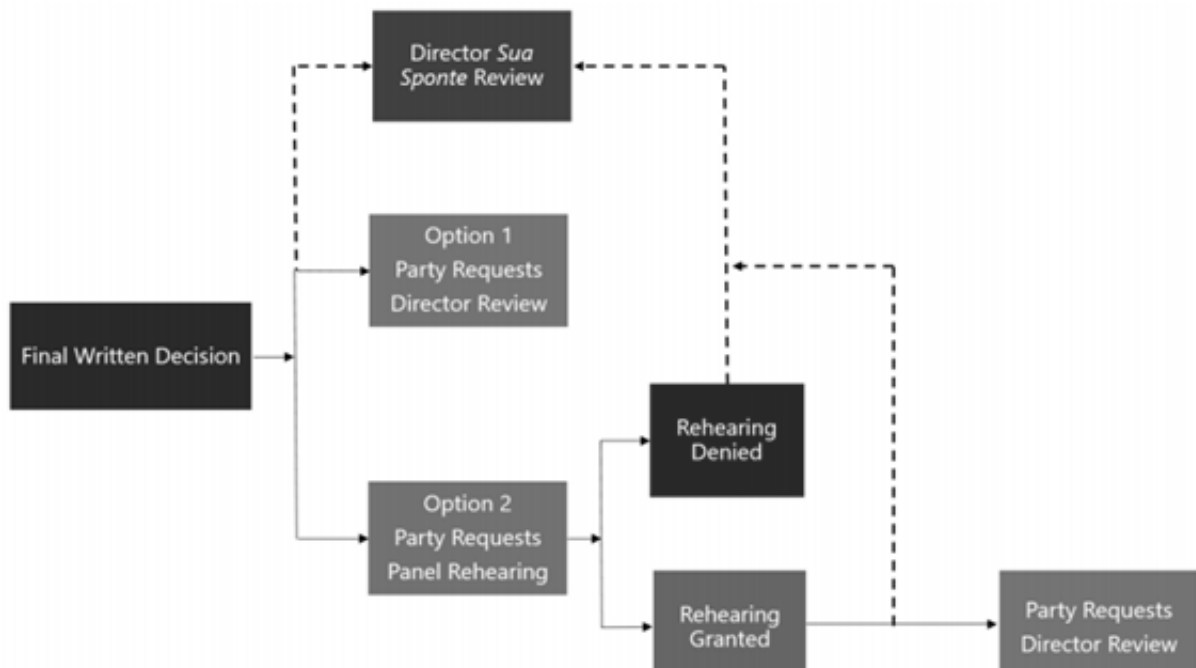 Director Sua
Sponte Review
Option 1
Party Requests
Director Review
Final Written Decision
Rehearing
Denied
Option 2
Party Requests
Panel Rehearing
Rehearing
Granted
Party Requests
Director Review